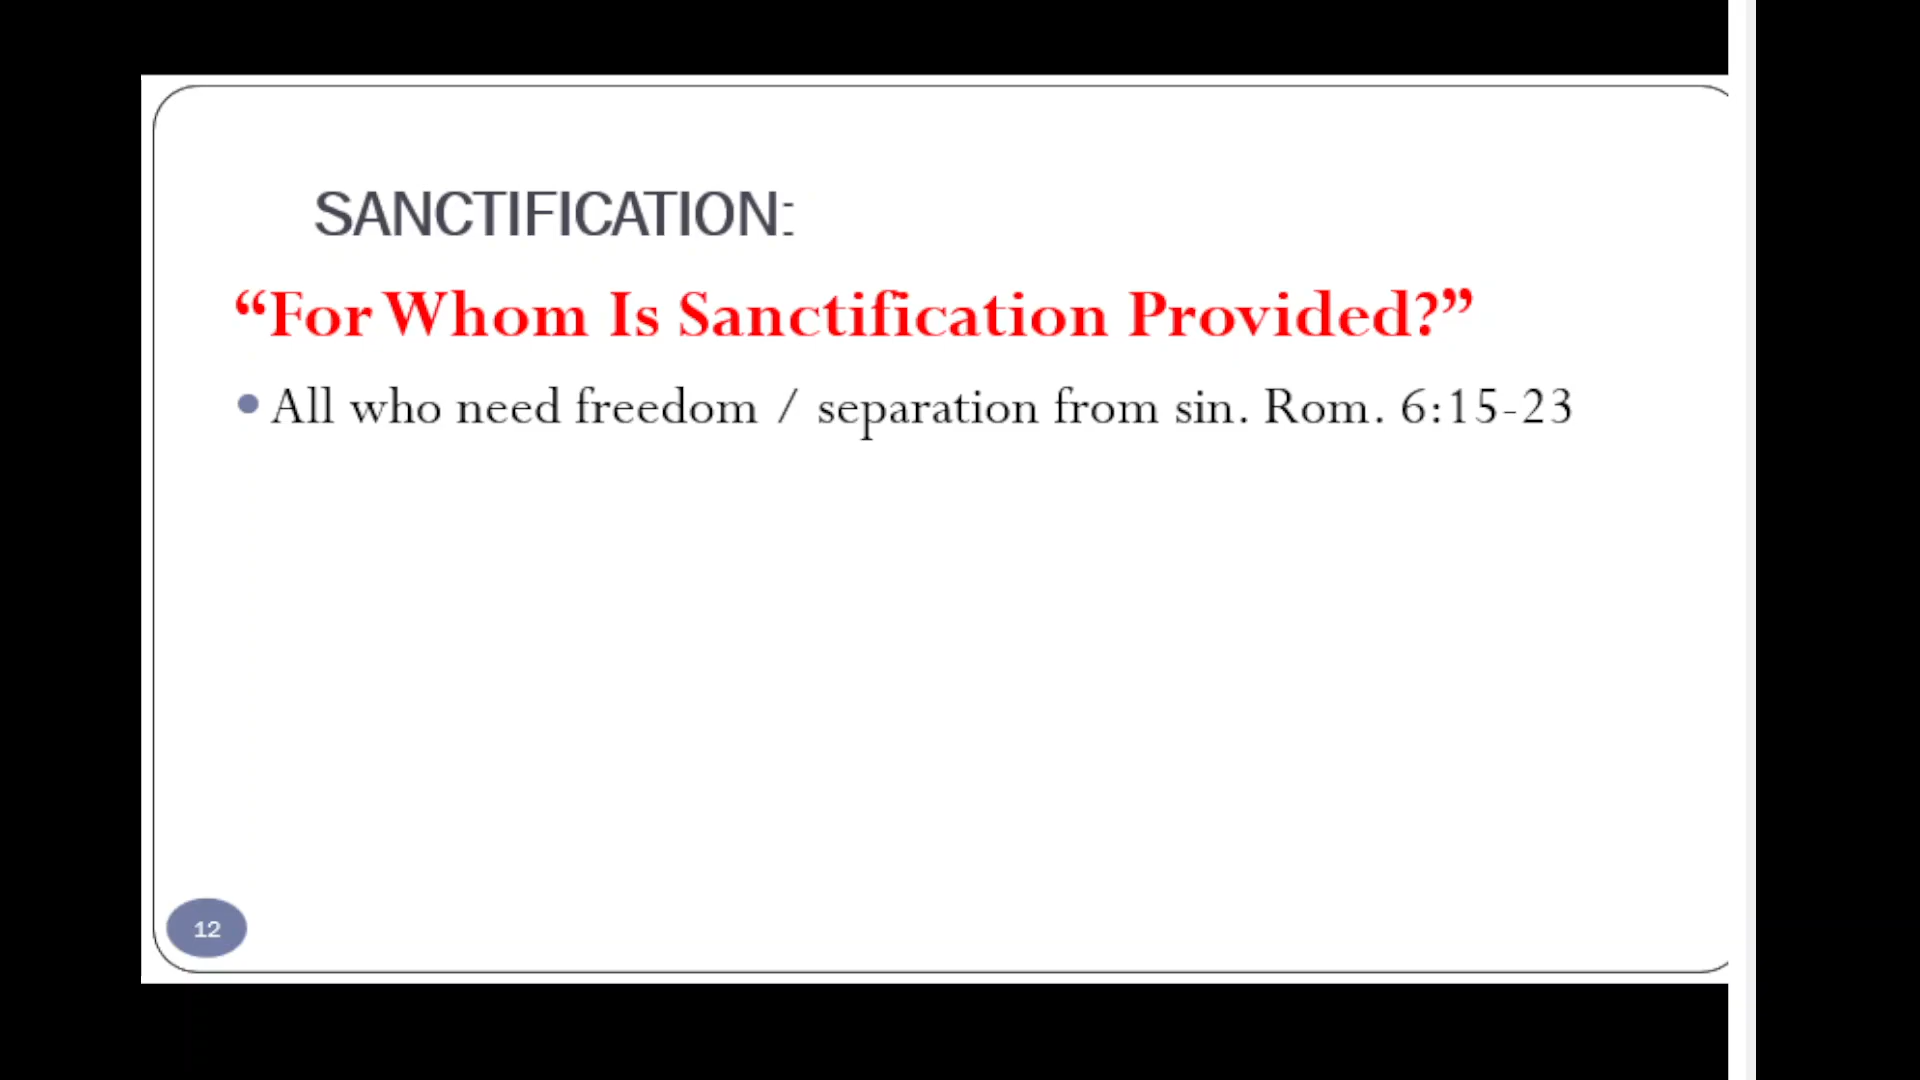 SANCTIFICATION:
“For Whom Is Sanctification Provided?”
• All who need freedom / separation from sin. Rom. 6:15-23
12